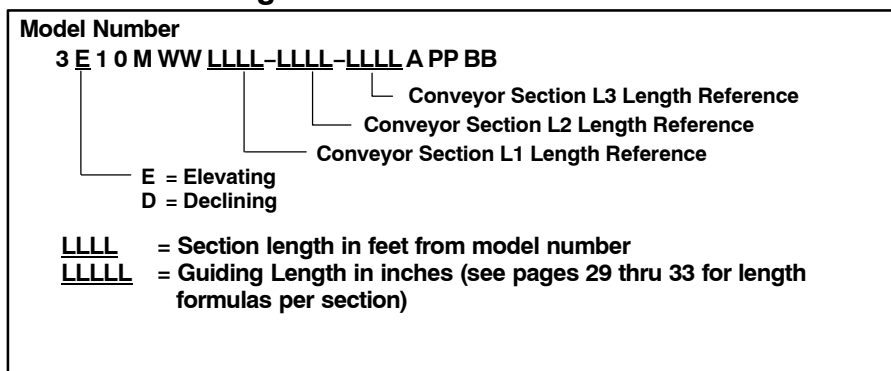 Model Number
3 E 1 0 M WW LLLL–LLLL–LLLL A PP BB
Conveyor Section L3 Length Reference
Conveyor Section L2 Length Reference
Conveyor Section L1 Length Reference
E = Elevating
D = Declining
LLLL = Section length in feet from model number
LLLLL = Guiding Length in inches (see pages 29 thru 33 for length
formulas per section)